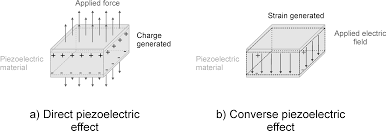 Applied force
Charge
generated
Piezoelectric
material
a) Direct piezoelectric
effect
Strain generated
Applied electric
field
Piezoelectric
material
b) Converse piezoelectric
effect